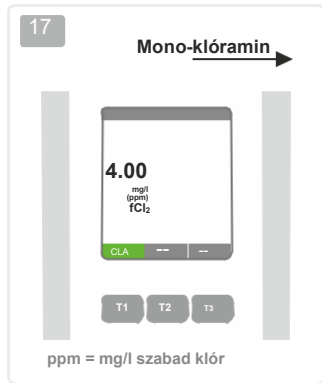 17
Mono-klóramin
4.00
mg/l
(ppm)
fCl₂
CLA -- --
T1 T2 T3
ppm = mg/l szabad klór